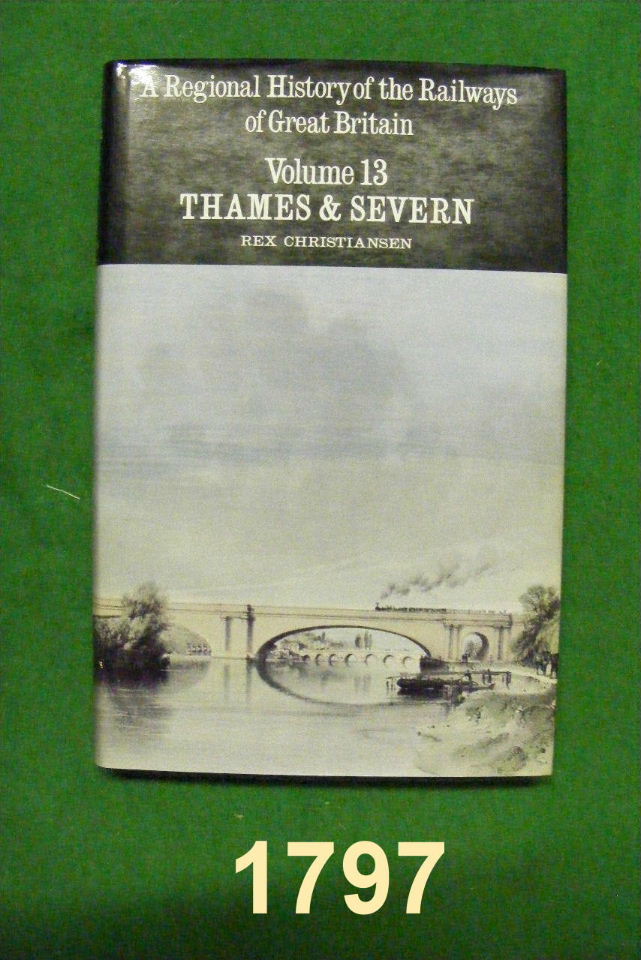 A Regional History of the Railways
of Great Britain
Volume 13
THAMES & SEVERN
REX CHRISTIANSEN
1797